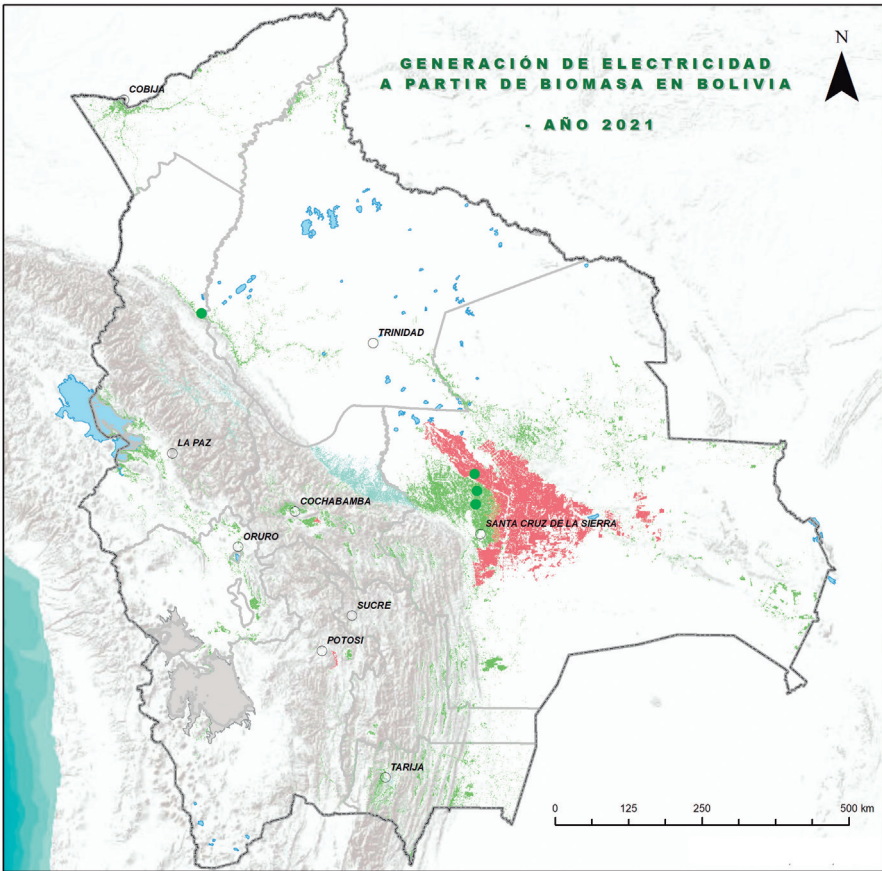 GENERACIÓN DE ELECTRICIDAD
A PARTIR DE BIOMASA EN BOLIVIA
- AÑO 2021
N
COBIJA
TRINIDAD
LA PAZ
COCHABAMBA
ORURO
SANTA CRUZ DE LA SIERRA
SUCRE
POTOSI
TARIJA
0 125 250 500 km